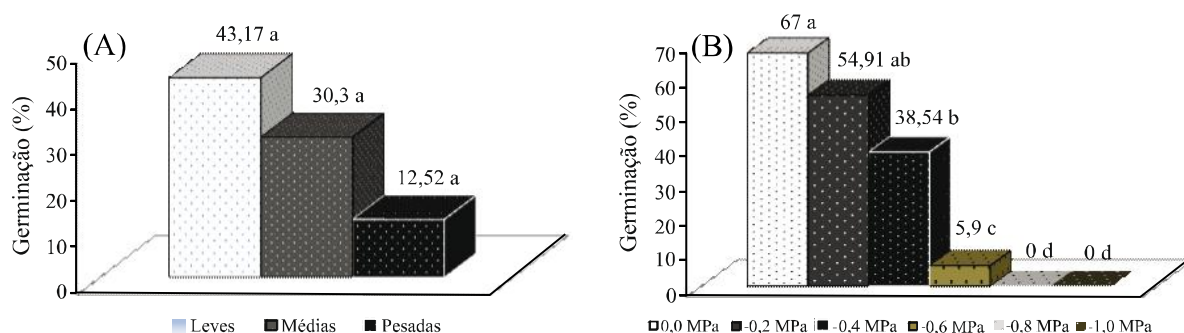 (A)
43,17 a
30,3 a
12,52 a
Germinação (%)
50
40
30
20
10
0
Leves Médias Pesadas
(B)
67 a
54,91 ab
38,54 b
5,9 c
0 d
0 d
Germinação (%)
70
60
50
40
30
20
10
0
0,0 MPa -0,2 MPa -0,4 MPa -0,6 MPa -0,8 MPa -1,0 MPa